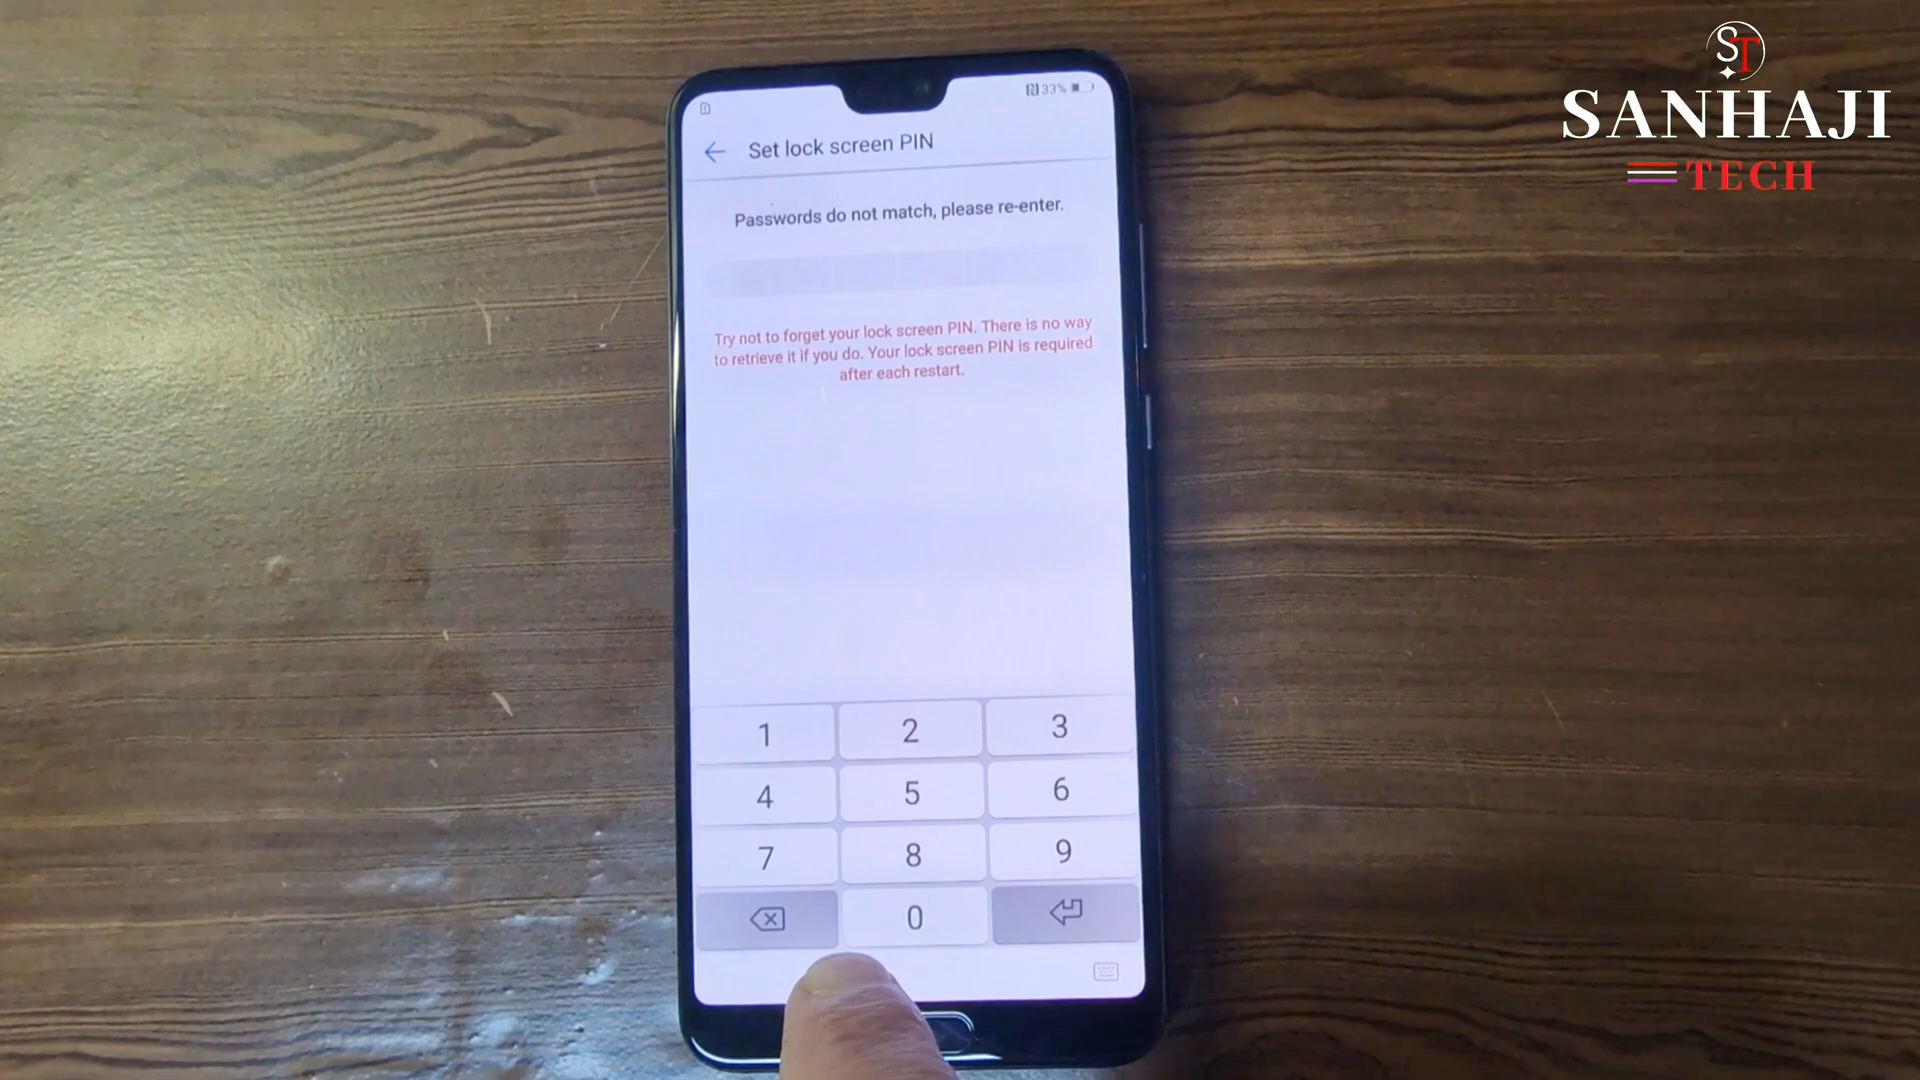 33%
Set lock screen PIN
Passwords do not match, please re-enter.
Try not to forget your lock screen PIN. There is no way
to retrieve it if you do. Your lock screen PIN is required
after each restart.
1 2 3
4 5 6
7 8 9
0
ST
SANHAJI
TECH